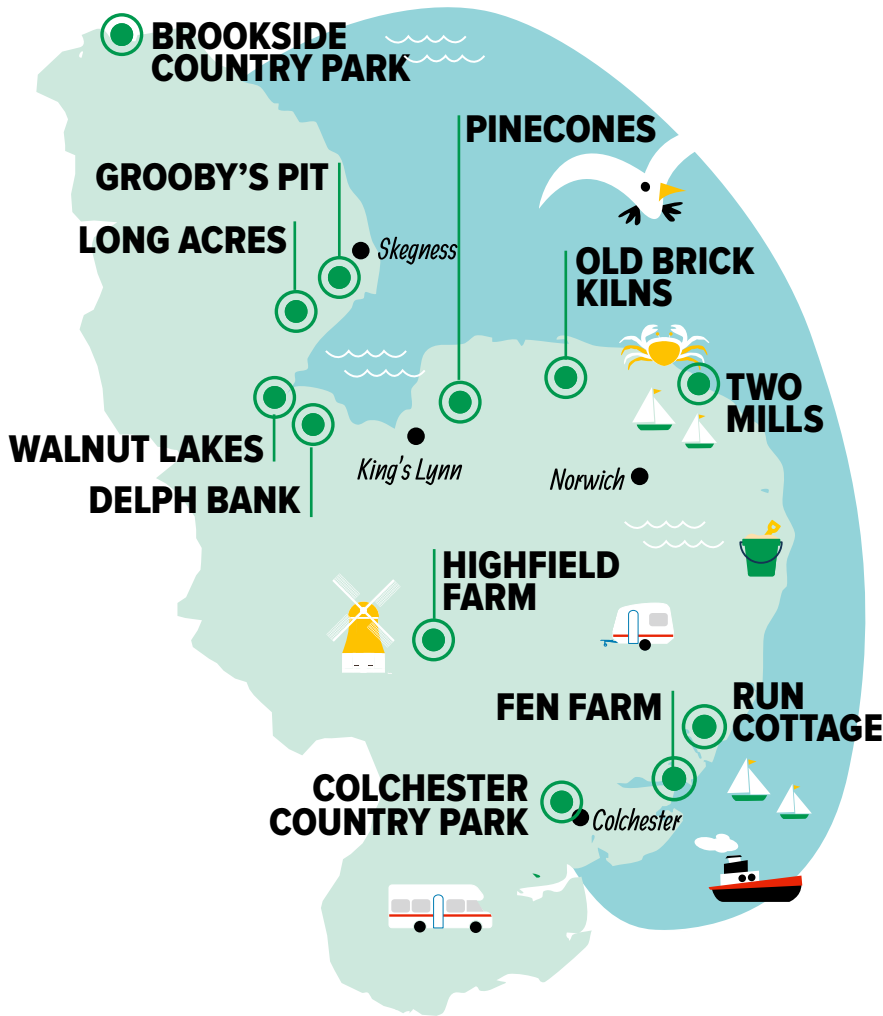 BROOKSIDE
COUNTRY PARK
PINECONES
GROOBY'S PIT
LONG ACRES
Skegness
OLD BRICK
KILNS
TWO
MILLS
WALNUT LAKES
King's Lynn
Norwich
DELPH BANK
HIGHFIELD
FARM
FEN FARM
RUN
COTTAGE
COLCHESTER
COUNTRY PARK
Colchester